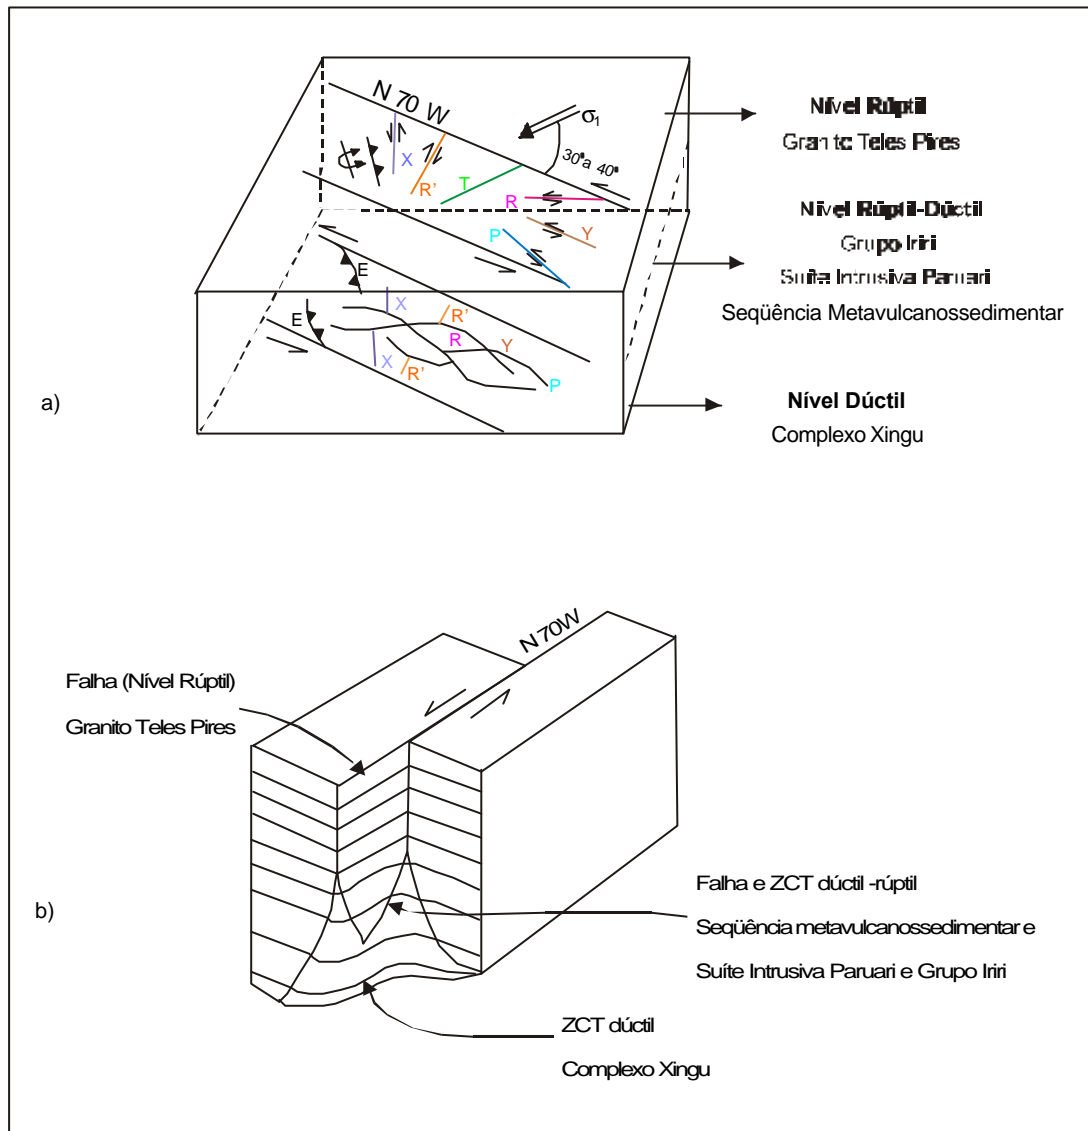 N 70 W
σ1
30° a 40°
X
R'
T
R
P
Y
E
X
R'
R
Y
E
X
R'
P
Nível Rúptil
Granito Teles Pires
Nível Rúptil-Dúctil
Grupo Iriri
Suíte Intrusiva Paruari
Seqüência Metavulcanossedimentar
Nível Dúctil
Complexo Xingu
a)
N 70W
Falha (Nível Rúptil)
Granito Teles Pires
b)
Falha e ZCT dúctil -rúptil
Seqüência metavulcanossedimentar e
Suíte Intrusiva Paruari e Grupo Iriri
ZCT dúctil
Complexo Xingu